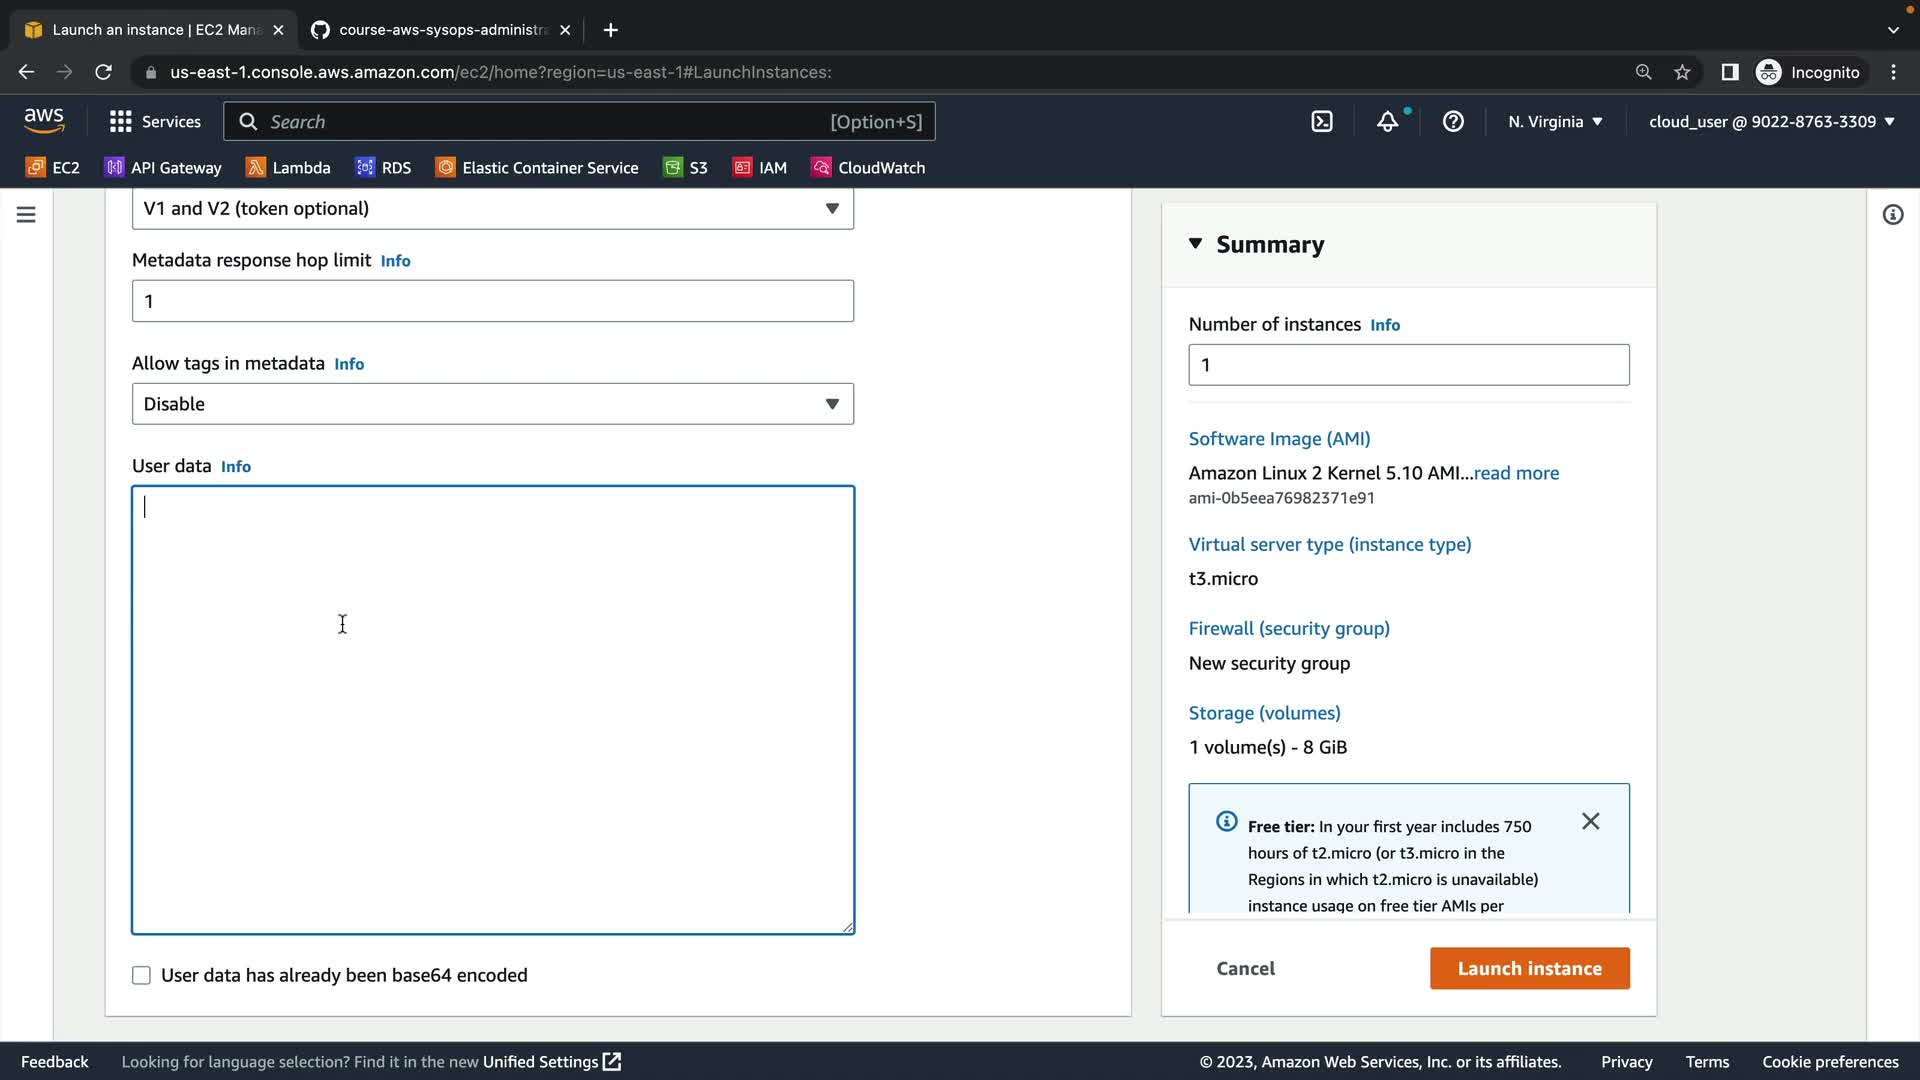 Launch an instance | EC2 Mana
course-aws-sysops-administra
us-east-1.console.aws.amazon.com/ec2/home?region=us-east-1#LaunchInstances:
Incognito
aws
Services
Search
[Option+S]
N. Virginia
cloud_user @ 9022-8763-3309
EC2
API Gateway
Lambda
RDS
Elastic Container Service
S3
IAM
CloudWatch
V1 and V2 (token optional)
Metadata response hop limit Info
1
Allow tags in metadata Info
Disable
User data Info
User data has already been base64 encoded
Summary
Number of instances Info
1
Software Image (AMI)
Amazon Linux 2 Kernel 5.10 AMI...read more
ami-0b5eea76982371e91
Virtual server type (instance type)
t3.micro
Firewall (security group)
New security group
Storage (volumes)
1 volume(s) - 8 GiB
Free tier: In your first year includes 750
hours of t2.micro (or t3.micro in the
Regions in which t2.micro is unavailable)
instance usage on free tier AMIs per
Cancel
Launch instance
Feedback
Looking for language selection? Find it in the new Unified Settings
© 2023, Amazon Web Services, Inc. or its affiliates.
Privacy
Terms
Cookie preferences